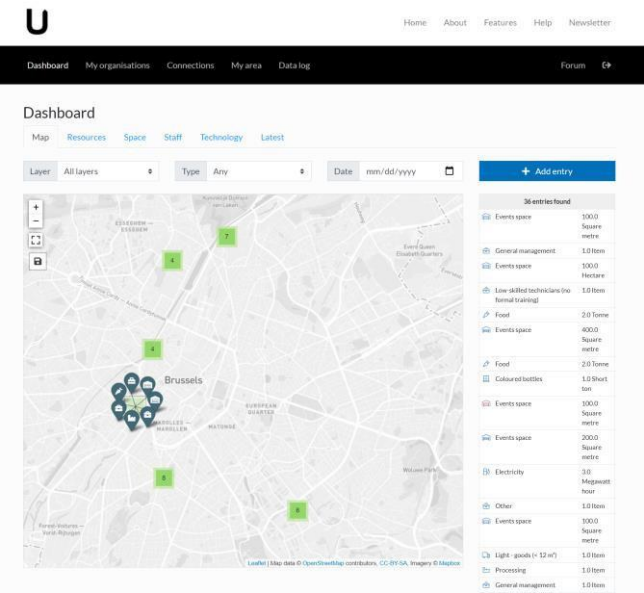 U
Home About Features Help Newsletter
Dashboard My organisations Connections My area Data log Forum
Dashboard
Map Resources Space Staff Technology Latest
Layer All layers Type Any Date mm/dd/yyyy + Add entry
+
−
36 entries found
Events space 100.0
Square
metre
General management 1.0 Item
Events space 100.0
Hectare
Low-skilled technicians (no 1.0 Item
formal training)
Food 2.0 Tonne
Events space 400.0
Square
metre
Food 2.0 Tonne
Coloured bottles 1.0 Short
ton
Events space 100.0
Square
metre
Events space 200.0
Square
metre
Electricity 3.0
Megawatt
hour
Other 1.0 Item
Events space 100.0
Square
metre
Light - goods (< 12 m³) 1.0 Item
Processing 1.0 Item
General management 1.0 Item
ESSEGHEM —
ESSEGEM
7
4
4
Brussels
EUROPEAN
QUARTER
MAROLLES —
MAROLLEN
MATONGÉ
Woluwe Park
8
Leaflet | Map data © OpenStreetMap contributors, CC-BY-SA, Imagery © Mapbox